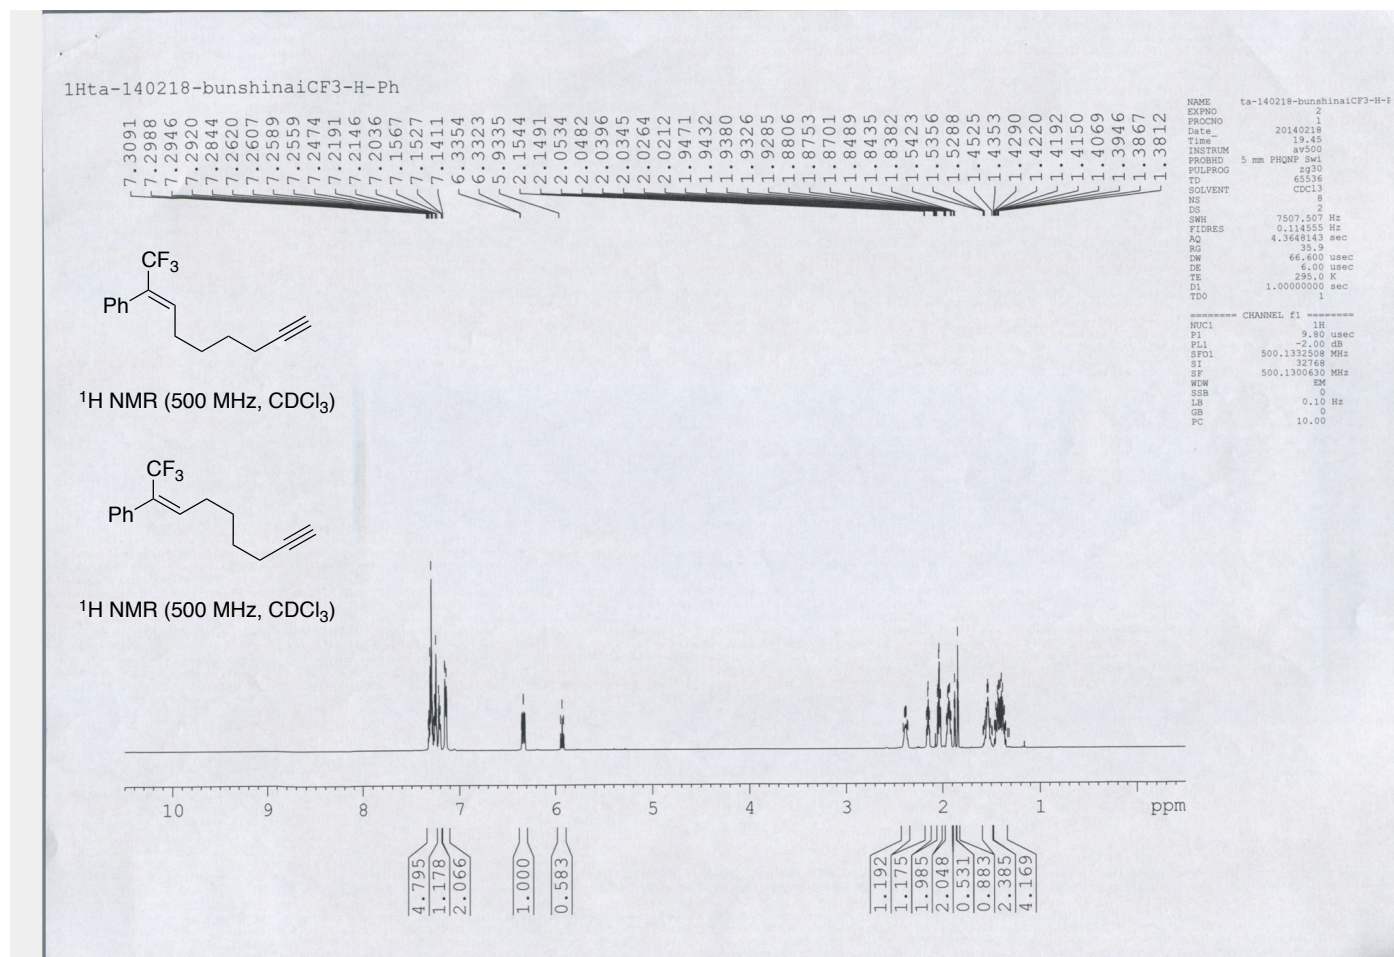 1Hta-140218-bunshinaiCF3-H-Ph
7.3091
7.2988
7.2946
7.2920
7.2844
7.2620
7.2607
7.2589
7.2559
7.2474
7.2191
7.2146
7.2036
7.1567
7.1527
7.1411
6.3354
6.3323
5.9335
2.1544
2.1491
2.0534
2.0482
2.0396
2.0345
2.0264
2.0212
1.9471
1.9432
1.9380
1.9326
1.9285
1.8806
1.8753
1.8701
1.8489
1.8435
1.8382
1.5423
1.5356
1.5288
1.4525
1.4353
1.4290
1.4220
1.4192
1.4150
1.4069
1.3946
1.3867
1.3812
NAME ta-140218-bunshinaiCF3-H-
EXPNO 2
PROCNO 1
Date_ 20140218
Time 19.45
INSTRUM av500
PROBHD 5 mm PHQNP Swi
PULPROG zg30
TD 65536
SOLVENT CDCl3
NS 8
DS 2
SWH 7507.507 Hz
FIDRES 0.114555 Hz
AQ 4.3648143 sec
RG 35.9
DW 66.600 usec
DE 6.00 usec
TE 295.0 K
D1 1.00000000 sec
TD0 1
======== CHANNEL f1 ========
NUC1 1H
P1 9.80 usec
PL1 -2.00 dB
SFO1 500.1332508 MHz
SI 32768
SF 500.1300630 MHz
WDW EM
SSB 0
LB 0.10 Hz
GB 0
PC 10.00
CF3
Ph
1H NMR (500 MHz, CDCl3)
CF3
Ph
1H NMR (500 MHz, CDCl3)
10 9 8 7 6 5 4 3 2 1 ppm
4.795
1.178
2.066
1.000
0.583
1.192
1.175
1.985
2.048
0.531
0.883
2.385
4.169